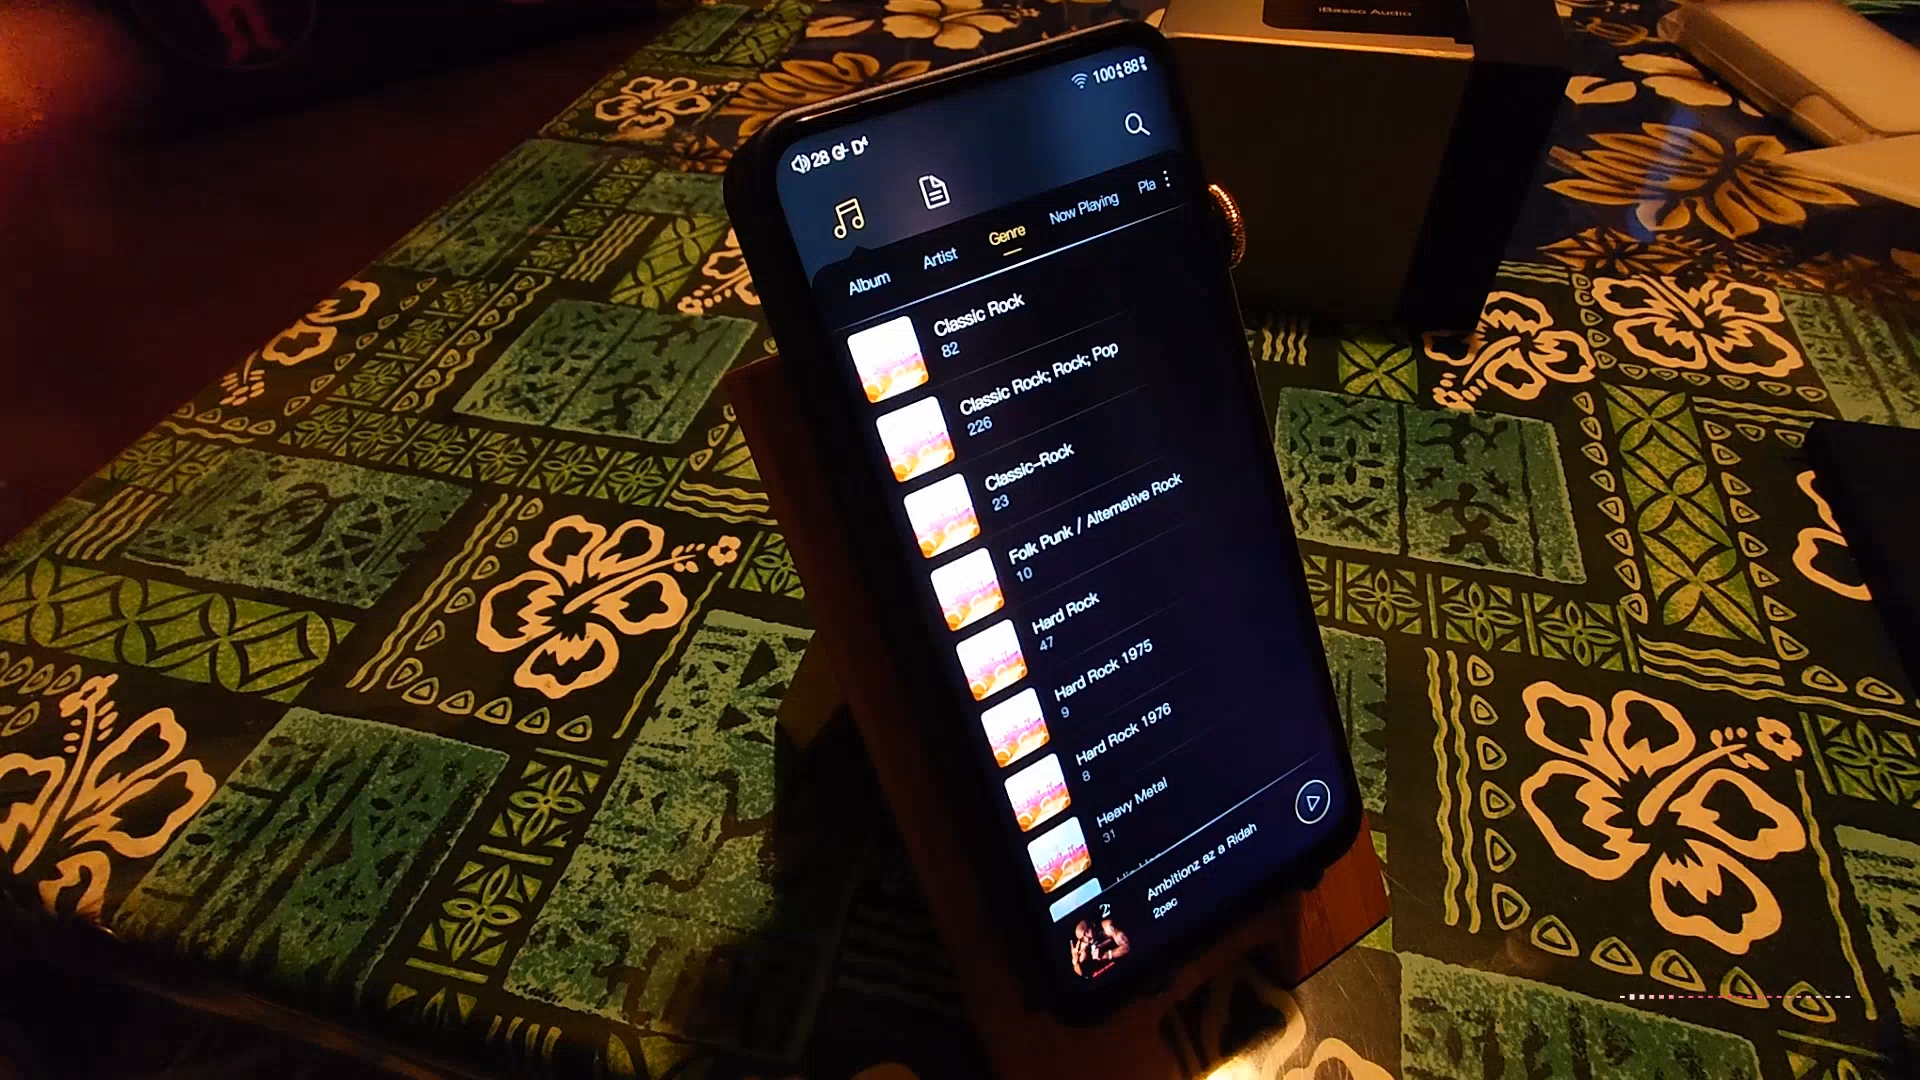 iBasso Audio
100 88
28 G L D
Album Artist Genre Now Playing Pla
Classic Rock
82
Classic Rock; Rock; Pop
226
Classic-Rock
23
Folk Punk / Alternative Rock
10
Hard Rock
47
Hard Rock 1975
9
Hard Rock 1976
8
Heavy Metal
31
Ambitionz az a Ridah
2pac